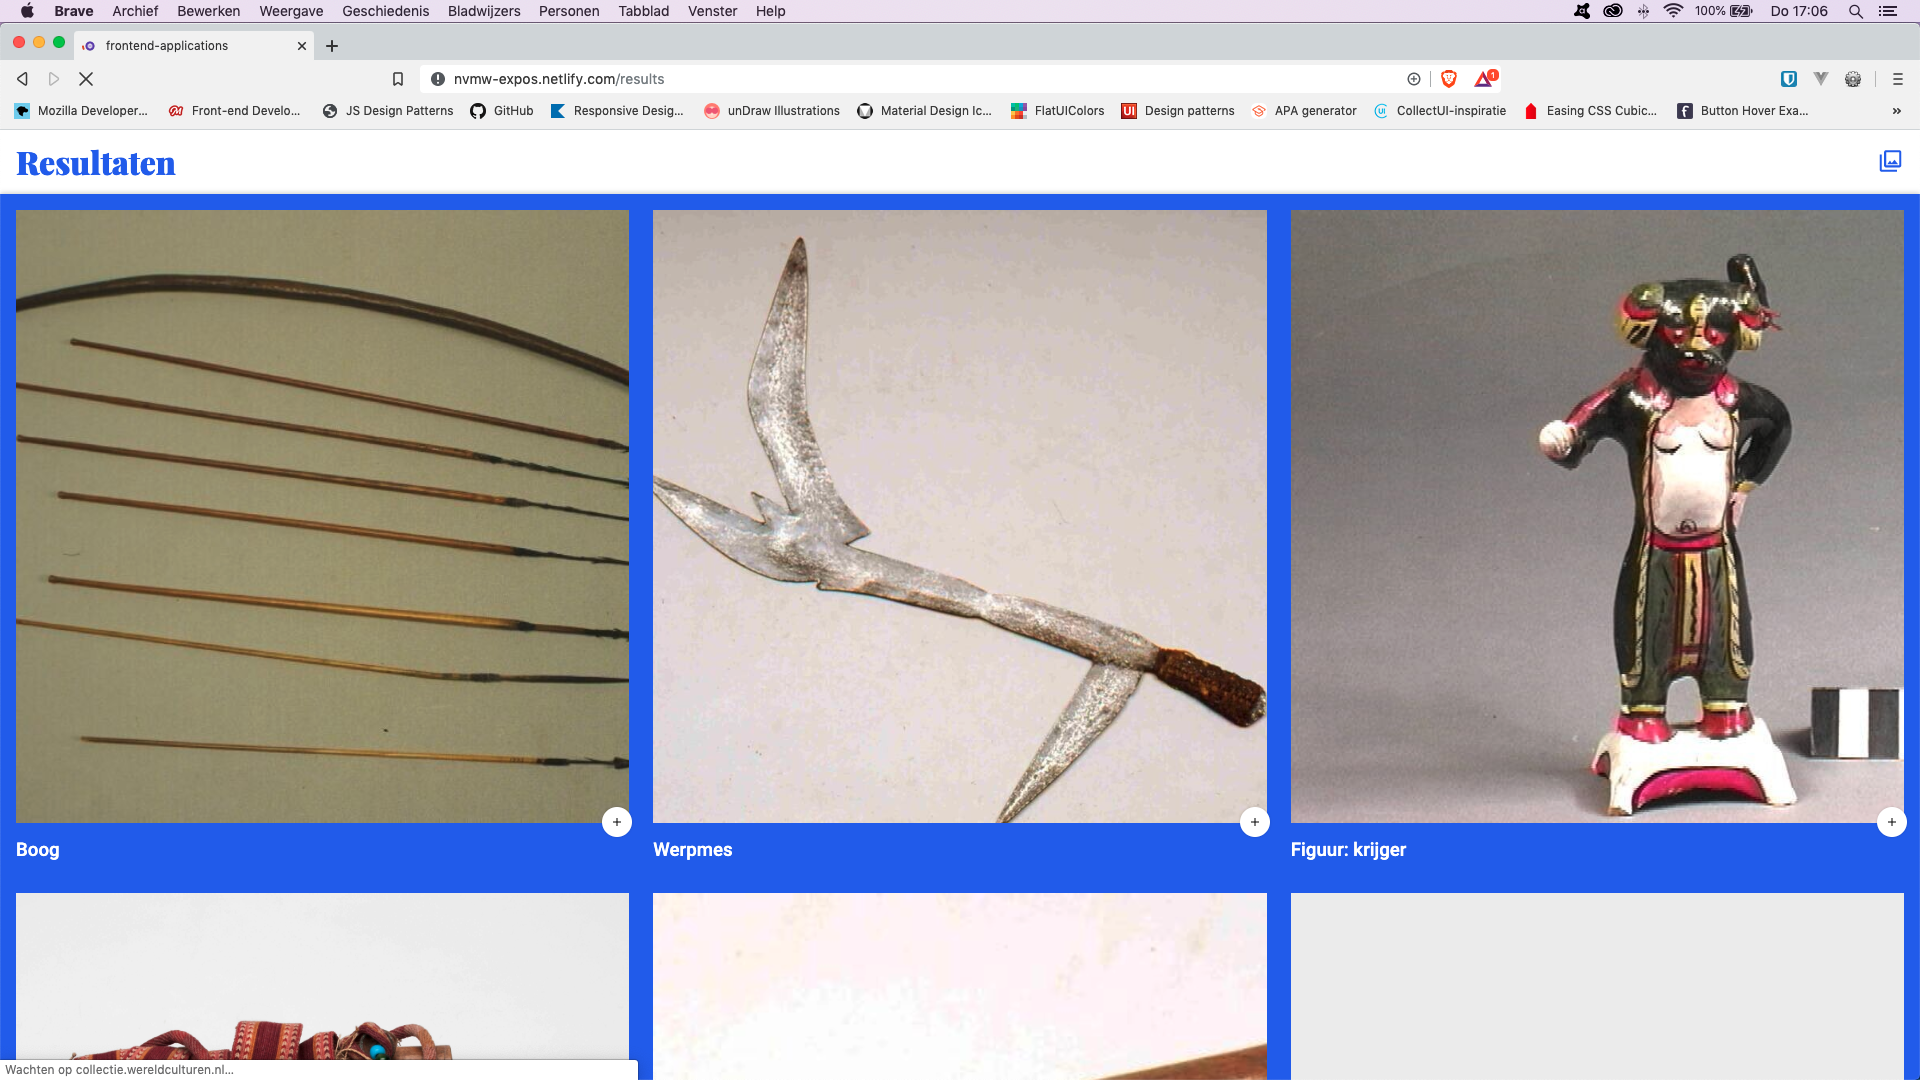 Brave Archief Bewerken Weergave Geschiedenis Bladwijzers Personen Tabblad Venster Help 100% Do 17:06
frontend-applications
nvmw-expos.netlify.com/results 1
Mozilla Developer... Front-end Develo... JS Design Patterns GitHub Responsive Desig... unDraw Illustrations Material Design Ic... FlatUIColors UI Design patterns APA generator CollectUI-inspiratie Easing CSS Cubic... Button Hover Exa... »
Resultaten
Boog
Werpmes
Figuur: krijger
Wachten op collectie.wereldculturen.nl...